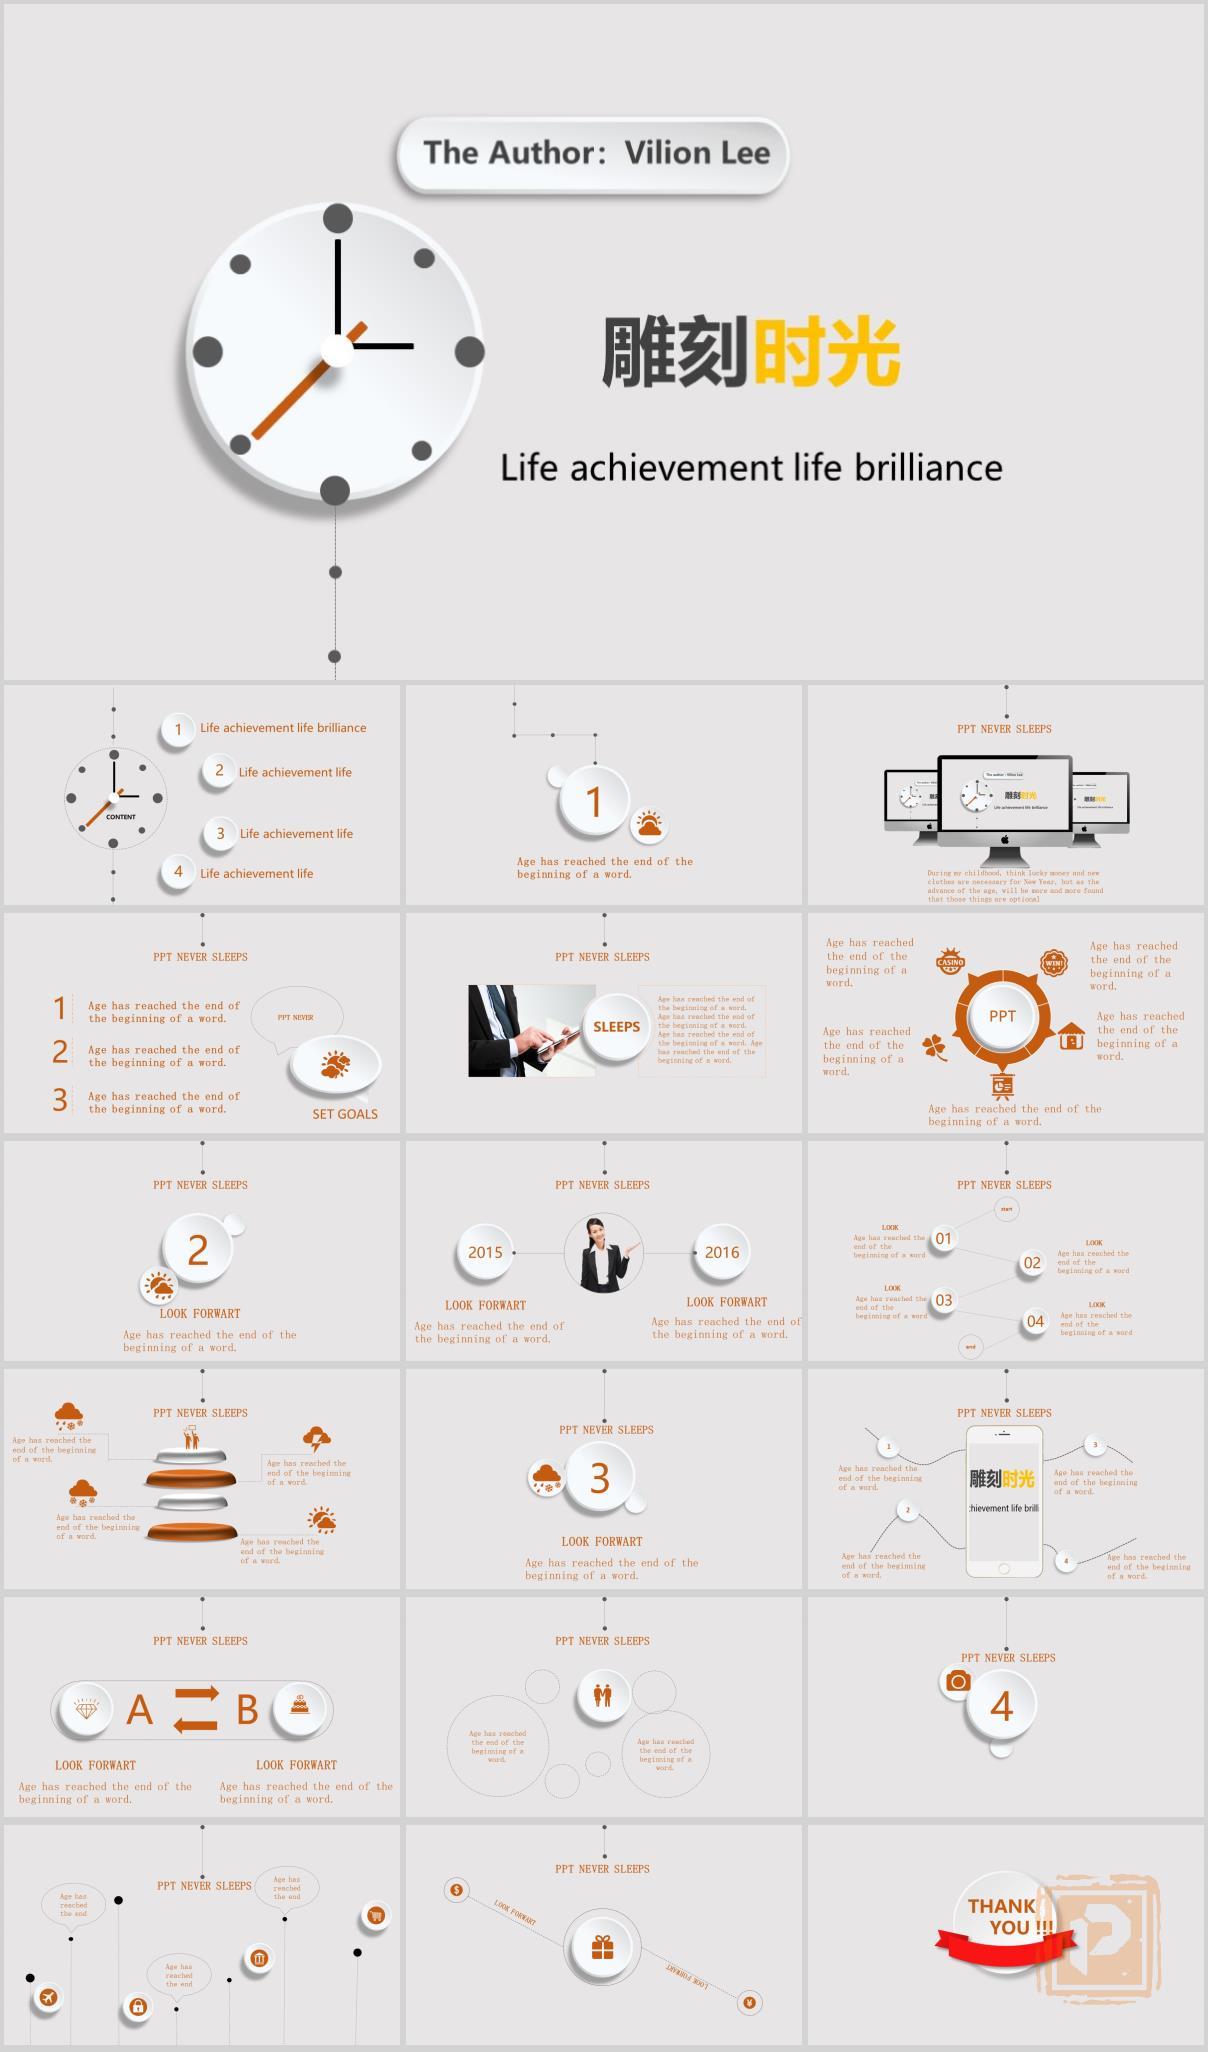 The Author：Vilion Lee
雕刻时光
Life achievement life brilliance
1 Life achievement life brilliance
2 Life achievement life
CONTENT
3 Life achievement life
4 Life achievement life
1
Age has reached the end of the
beginning of a word.
PPT NEVER SLEEPS
The author：Vilion Lee
雕刻时光
Life achievement life brilliance
During my childhood, think lucky money and new
clothes are necessary for New Year, but as the
advance of the age, will be more and more found
that those things are optional
PPT NEVER SLEEPS
1 Age has reached the end of
the beginning of a word.
2 Age has reached the end of
the beginning of a word.
3 Age has reached the end of
the beginning of a word.
PPT NEVER
SET GOALS
PPT NEVER SLEEPS
SLEEPS
Age has reached the end of
the beginning of a word.
Age has reached the end of
the beginning of a word.
Age has reached the end of
the beginning of a word. Age
has reached the end of the
beginning of a word.
Age has reached
the end of the
beginning of a
word.
CASINO
WIN!
Age has reached
the end of the
beginning of a
word.
Age has reached
the end of the
beginning of a
word.
PPT
Age has reached
the end of the
beginning of a
word.
Age has reached the end of the
beginning of a word.
PPT NEVER SLEEPS
2
LOOK FORWART
Age has reached the end of the
beginning of a word.
PPT NEVER SLEEPS
2015
2016
LOOK FORWART
Age has reached the end of
the beginning of a word.
LOOK FORWART
Age has reached the end of
the beginning of a word.
PPT NEVER SLEEPS
start
LOOK
Age has reached the
end of the
beginning of a word
01
02
LOOK
Age has reached the
end of the
beginning of a word
LOOK
Age has reached the
end of the
beginning of a word
03
04
LOOK
Age has reached the
end of the
beginning of a word
end
PPT NEVER SLEEPS
Age has reached the
end of the beginning
of a word.
Age has reached the
end of the beginning
of a word.
Age has reached the
end of the beginning
of a word.
Age has reached the
end of the beginning
of a word.
PPT NEVER SLEEPS
3
LOOK FORWART
Age has reached the end of the
beginning of a word.
PPT NEVER SLEEPS
1
Age has reached the
end of the beginning
of a word.
2
Age has reached the
end of the beginning
of a word.
雕刻时光
hievement life brill
3
Age has reached the
end of the beginning
of a word.
4
Age has reached the
end of the beginning
of a word.
PPT NEVER SLEEPS
A
B
LOOK FORWART
Age has reached the end of the
beginning of a word.
LOOK FORWART
Age has reached the end of the
beginning of a word.
PPT NEVER SLEEPS
Age has reached
the end of the
beginning of a
word.
Age has reached
the end of the
beginning of a
word.
PPT NEVER SLEEPS
4
PPT NEVER SLEEPS
Age has
reached
the end
Age has
reached
the end
Age has
reached
the end
PPT NEVER SLEEPS
$
LOOK FORWART
LOOK FORWART
¥
THANK
YOU !!!
P